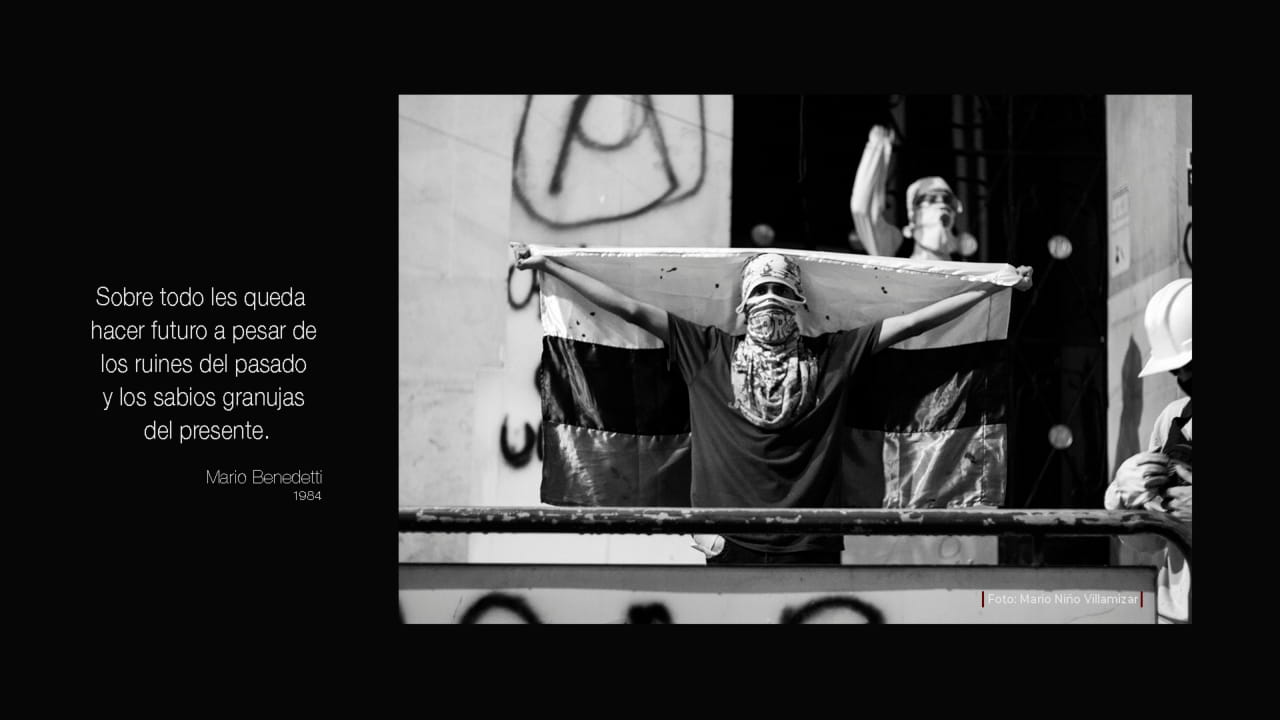 Sobre todo les queda
hacer futuro a pesar de
los ruines del pasado
y los sabios granujas
del presente.
Mario Benedetti
1984
Foto: Mario Niño Villamizar